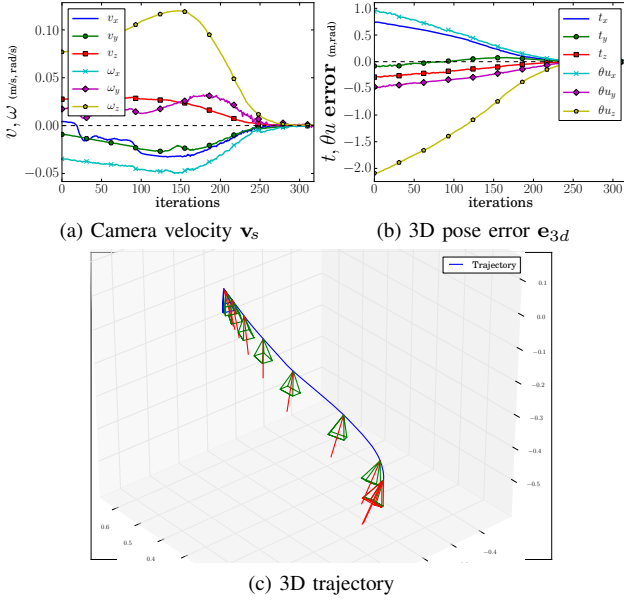 0.10
0.05
0.00
−0.05
v, ω (m/s, rad/s)
v_x
v_y
v_z
ω_x
ω_y
ω_z
0 50 100 150 200 250 300
iterations
(a) Camera velocity v_s
1.0
0.5
0.0
−0.5
−1.0
−1.5
−2.0
t, θu error (m,rad)
t_x
t_y
t_z
θu_x
θu_y
θu_z
0 50 100 150 200 250 300
iterations
(b) 3D pose error e_{3d}
Trajectory
0.1
0.0
−0.1
−0.2
−0.3
−0.4
−0.5
0.6
0.5
0.4
−0.4
(c) 3D trajectory